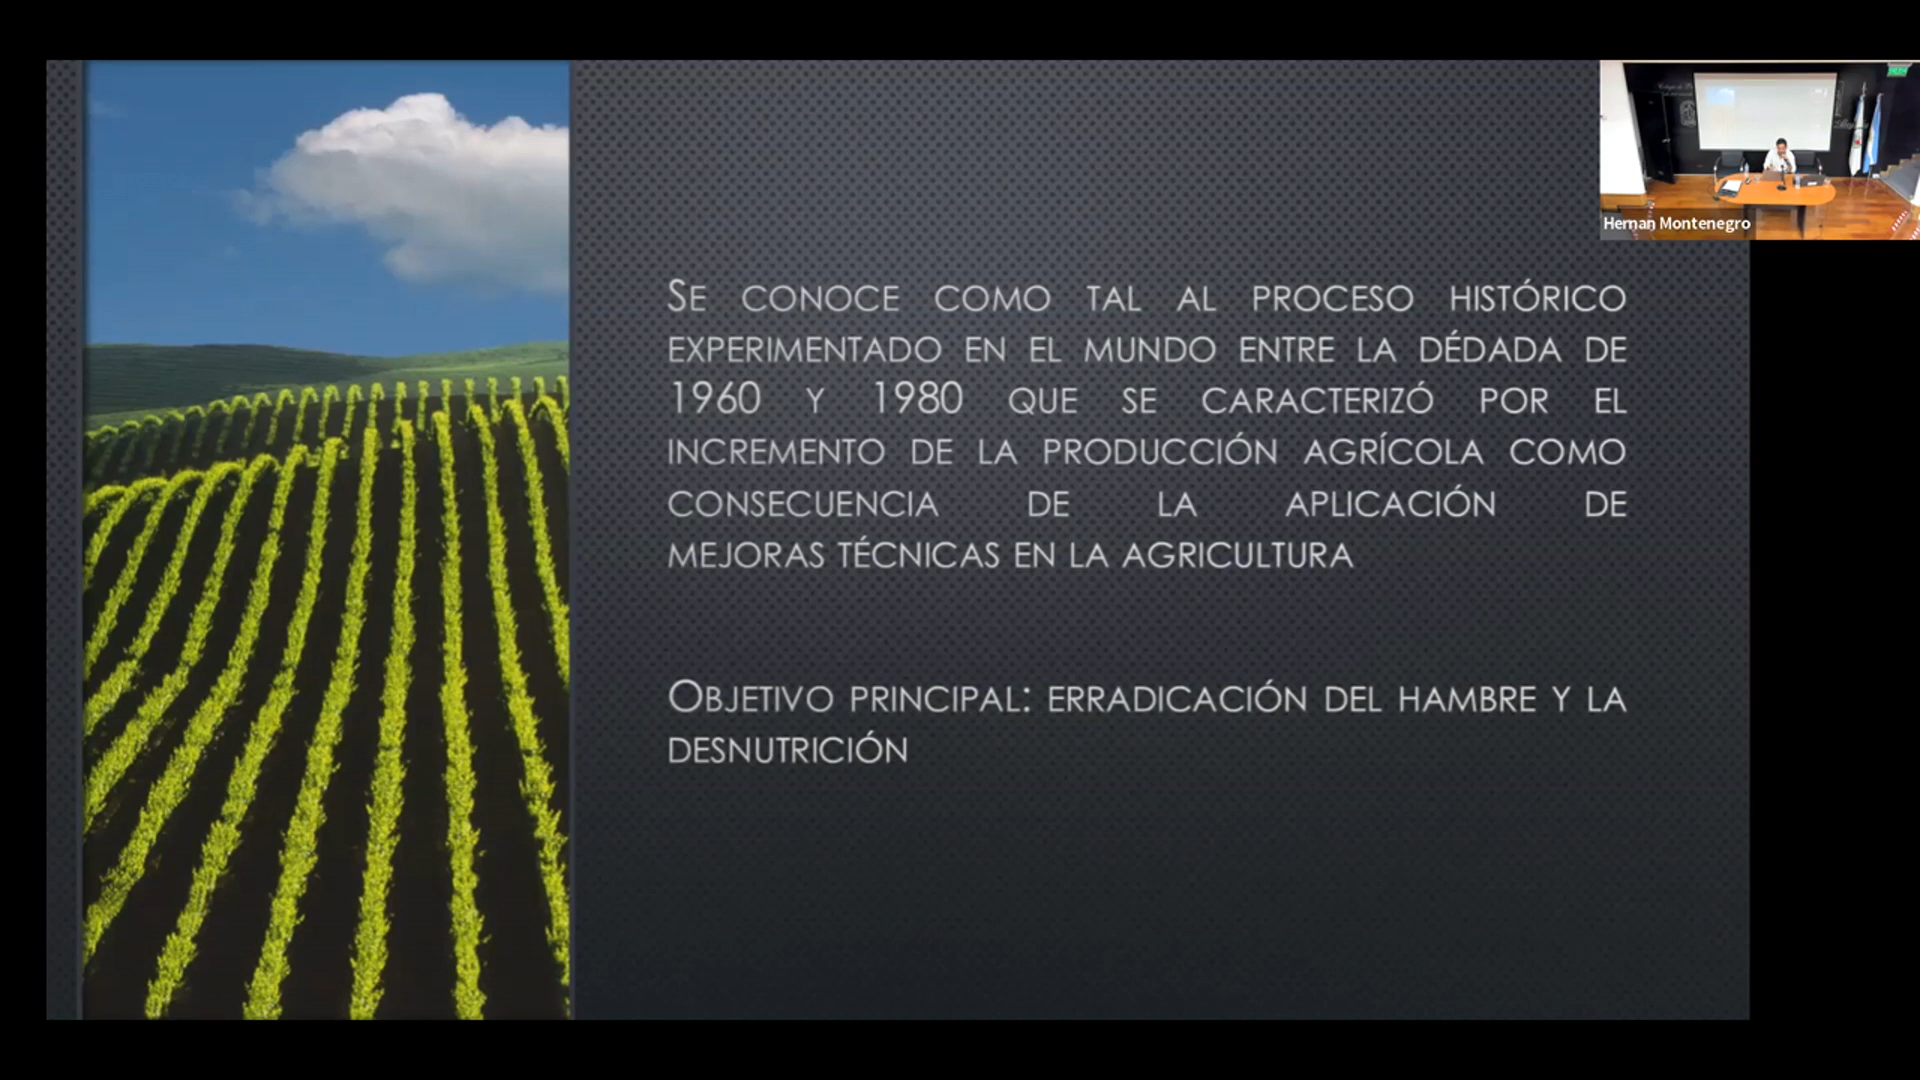 SE CONOCE COMO TAL AL PROCESO HISTÓRICO
EXPERIMENTADO EN EL MUNDO ENTRE LA DÉDADA DE
1960 Y 1980 QUE SE CARACTERIZÓ POR EL
INCREMENTO DE LA PRODUCCIÓN AGRÍCOLA COMO
CONSECUENCIA DE LA APLICACIÓN DE
MEJORAS TÉCNICAS EN LA AGRICULTURA
OBJETIVO PRINCIPAL: ERRADICACIÓN DEL HAMBRE Y LA
DESNUTRICIÓN
Hernan Montenegro